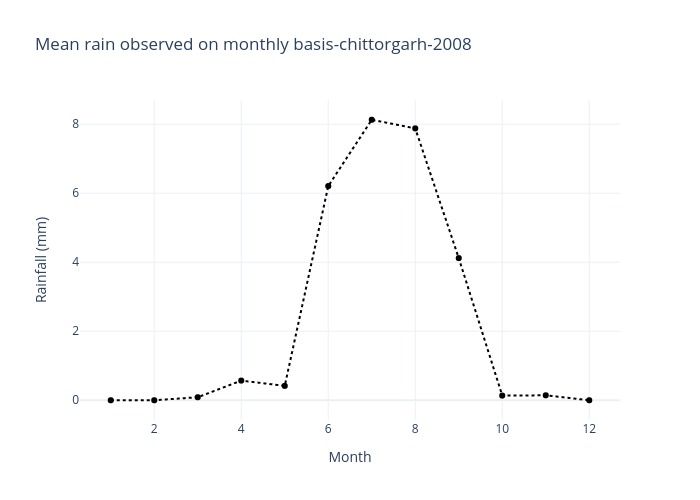 Mean rain observed on monthly basis-chittorgarh-2008
8
6
4
2
0
Rainfall (mm)
2 4 6 8 10 12
Month